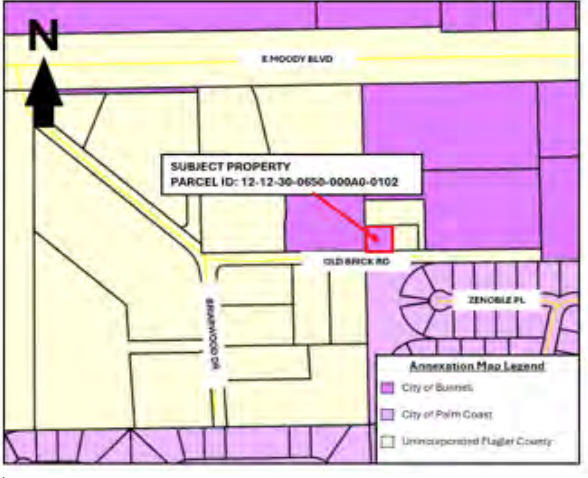 N
E MOODY BLVD
SUBJECT PROPERTY
PARCEL ID: 12-12-30-0650-000A0-0102
OLD BRICK RD
ZENOBLE PL
BRIARWOOD DR
Annexation Map Legend
City of Bunnell
City of Palm Coast
Unincorporated Flagler County